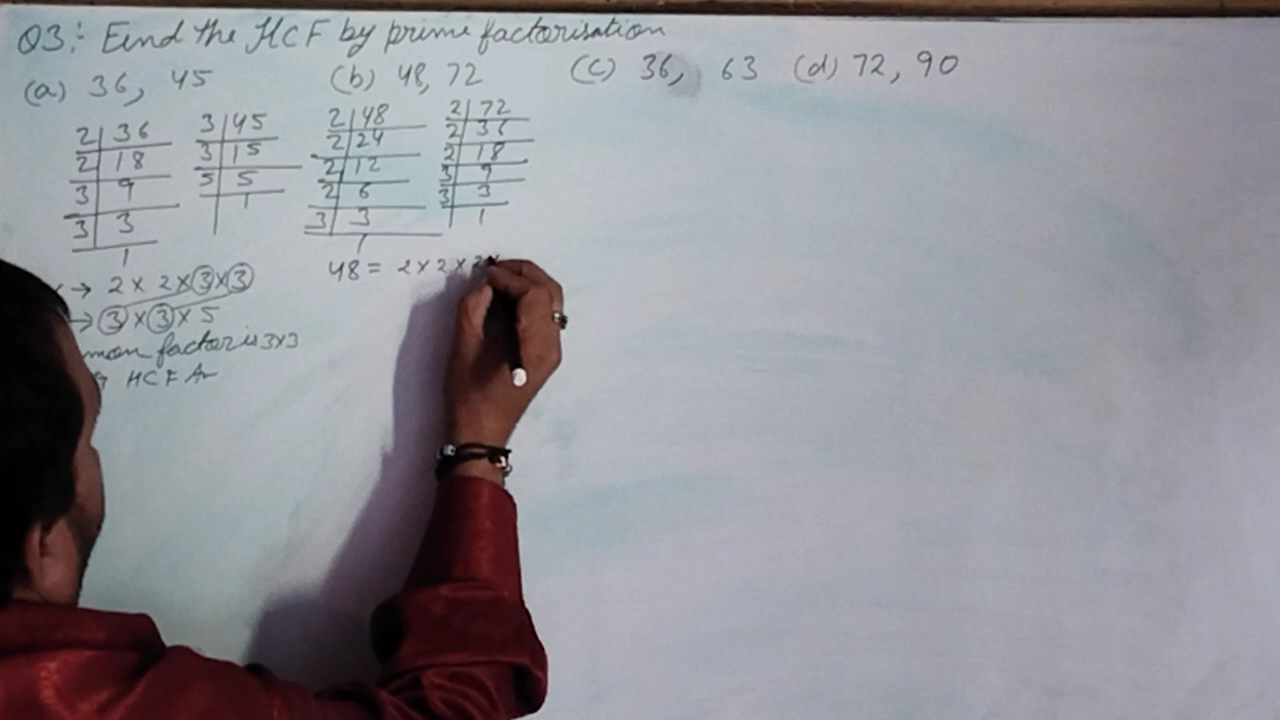 Q3:- Find the HCF by prime factorisation
(a) 36, 45 (b) 48, 72 (c) 36, 63 (d) 72, 90
2 | 36
2 | 18
3 | 9
3 | 3
1
3 | 45
3 | 15
5 | 5
1
2 | 48
2 | 24
2 | 12
2 | 6
3 | 3
1
2 | 72
2 | 36
2 | 18
3 | 9
3 | 3
1
→ 2 × 2 × 3 × 3
→ 3 × 3 × 5
factor is 3×3
HCF
48 = 2 × 2 × 2 ×